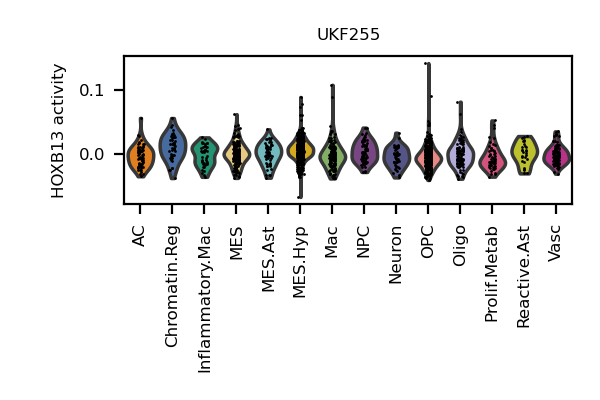 UKF255
HOXB13 activity
0.1
0.0
AC
Chromatin.Reg
Inflammatory.Mac
MES
MES.Ast
MES.Hyp
Mac
NPC
Neuron
OPC
Oligo
Prolif.Metab
Reactive.Ast
Vasc